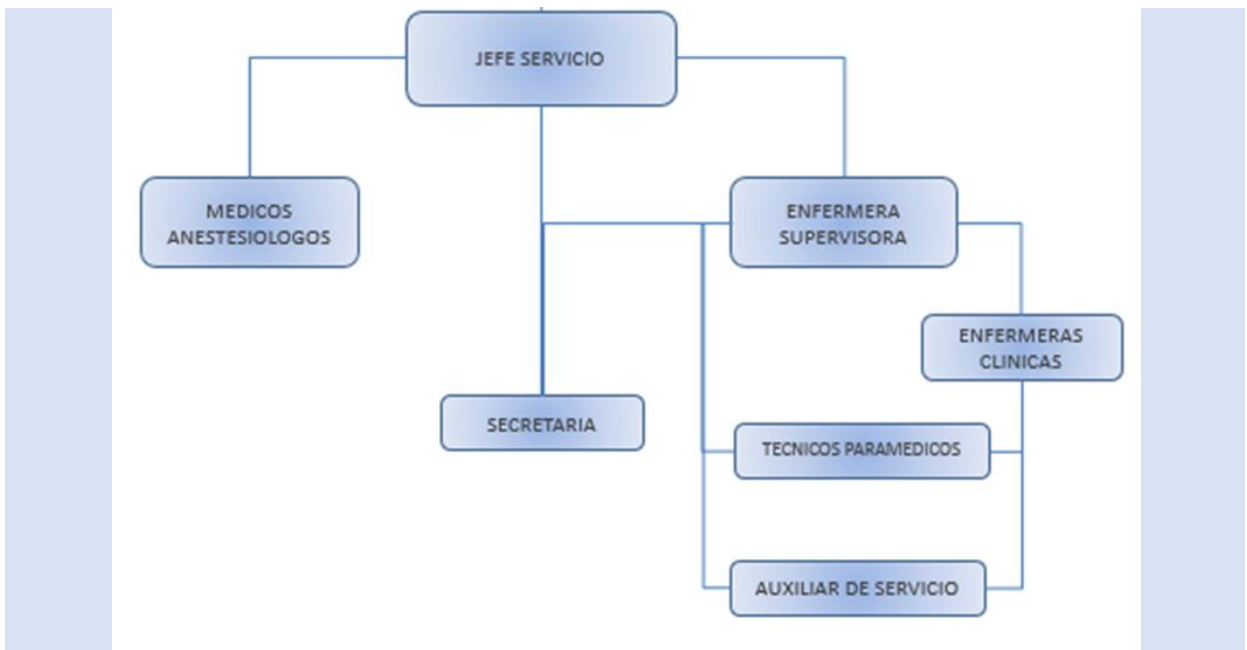 JEFE SERVICIO
MEDICOS
ANESTESIOLOGOS
ENFERMERA
SUPERVISORA
ENFERMERAS
CLINICAS
SECRETARIA
TECNICOS PARAMEDICOS
AUXILIAR DE SERVICIO